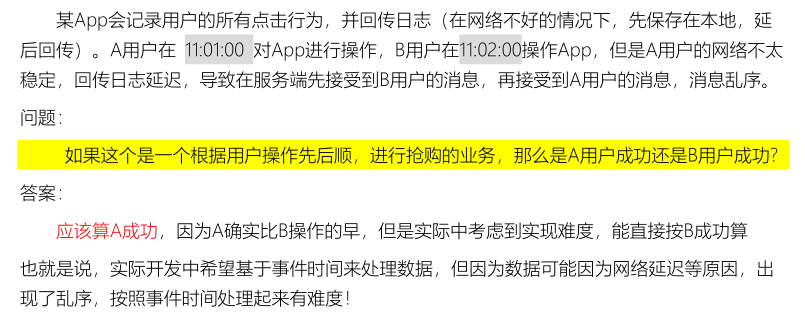 某App会记录用户的所有点击行为，并回传日志（在网络不好的情况下，先保存在本地，延
后回传）。A用户在 11:01:00 对App进行操作，B用户在11:02:00操作App，但是A用户的网络不太
稳定，回传日志延迟，导致在服务端先接受到B用户的消息，再接受到A用户的消息，消息乱序。
问题：
如果这个是一个根据用户操作先后顺，进行抢购的业务，那么是A用户成功还是B用户成功？
答案：
应该算A成功，因为A确实比B操作的早，但是实际中考虑到实现难度，能直接按B成功算
也就是说，实际开发中希望基于事件时间来处理数据，但因为数据可能因为网络延迟等原因，出
现了乱序，按照事件时间处理起来有难度！